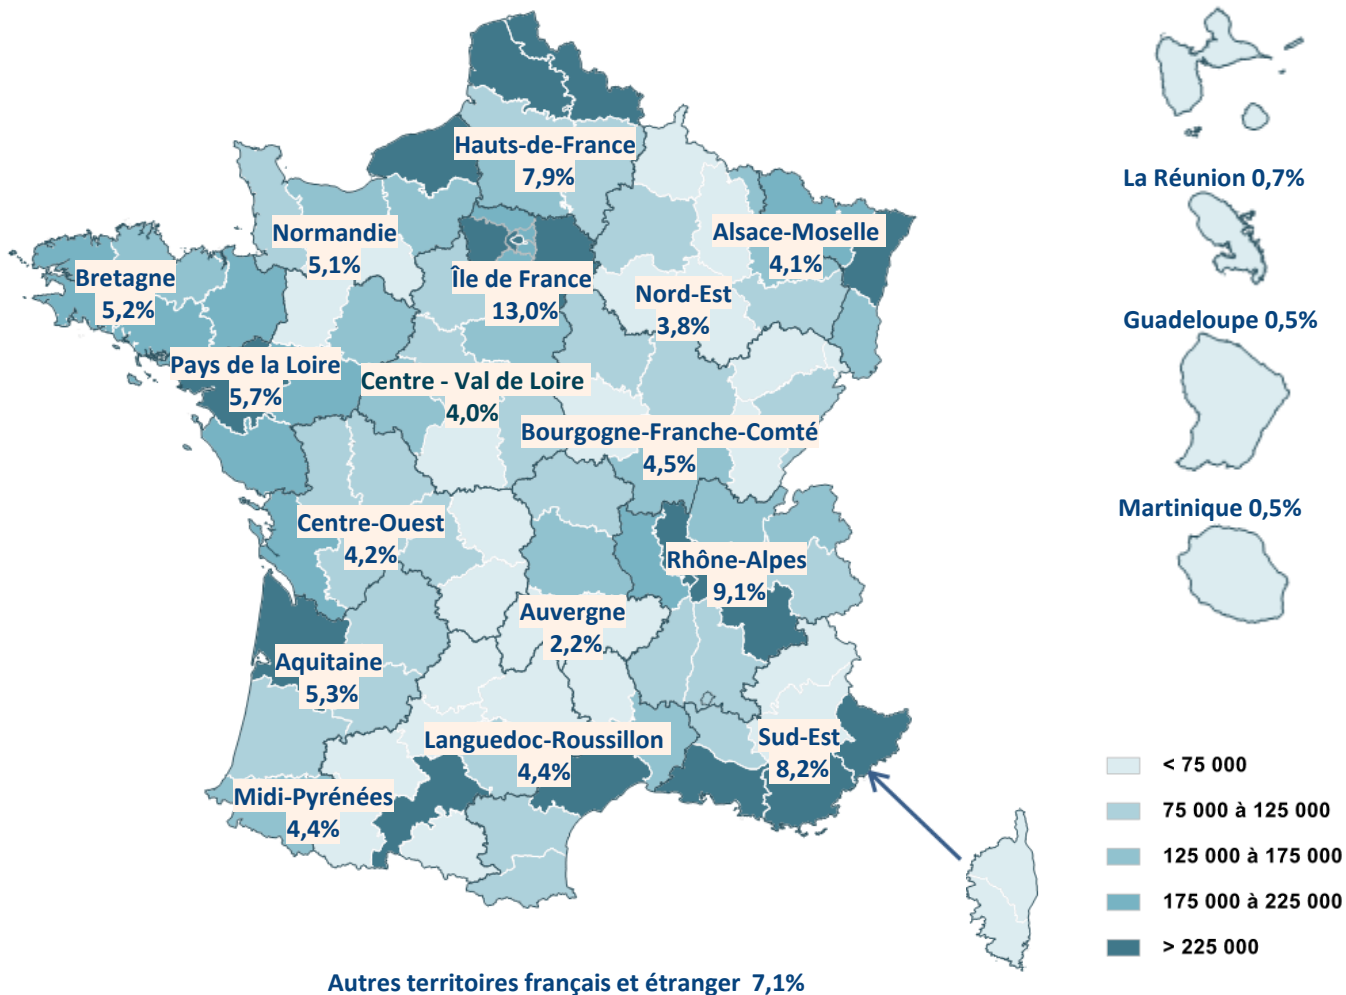 Hauts-de-France
7,9%
La Réunion 0,7%
Normandie
5,1%
Alsace-Moselle
4,1%
Bretagne
5,2%
Île de France
13,0%
Nord-Est
3,8%
Guadeloupe 0,5%
Pays de la Loire
5,7%
Centre - Val de Loire
4,0%
Bourgogne-Franche-Comté
4,5%
Martinique 0,5%
Centre-Ouest
4,2%
Rhône-Alpes
9,1%
Auvergne
2,2%
Aquitaine
5,3%
Languedoc-Roussillon
4,4%
Sud-Est
8,2%
Midi-Pyrénées
4,4%
< 75 000
75 000 à 125 000
125 000 à 175 000
175 000 à 225 000
> 225 000
Autres territoires français et étranger 7,1%